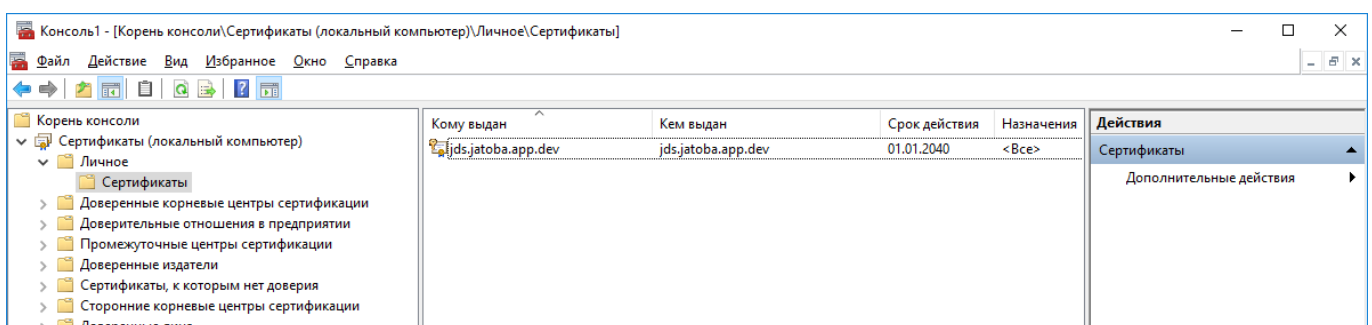 Консоль1 - [Корень консоли\Сертификаты (локальный компьютер)\Личное\Сертификаты]
Файл Действие Вид Избранное Окно Справка
Корень консоли
Сертификаты (локальный компьютер)
Личное
Сертификаты
Доверенные корневые центры сертификации
Доверительные отношения в предприятии
Промежуточные центры сертификации
Доверенные издатели
Сертификаты, к которым нет доверия
Сторонние корневые центры сертификации
Кому выдан Кем выдан Срок действия Назначения
jds.jatoba.app.dev jds.jatoba.app.dev 01.01.2040 <Все>
Действия
Сертификаты
Дополнительные действия